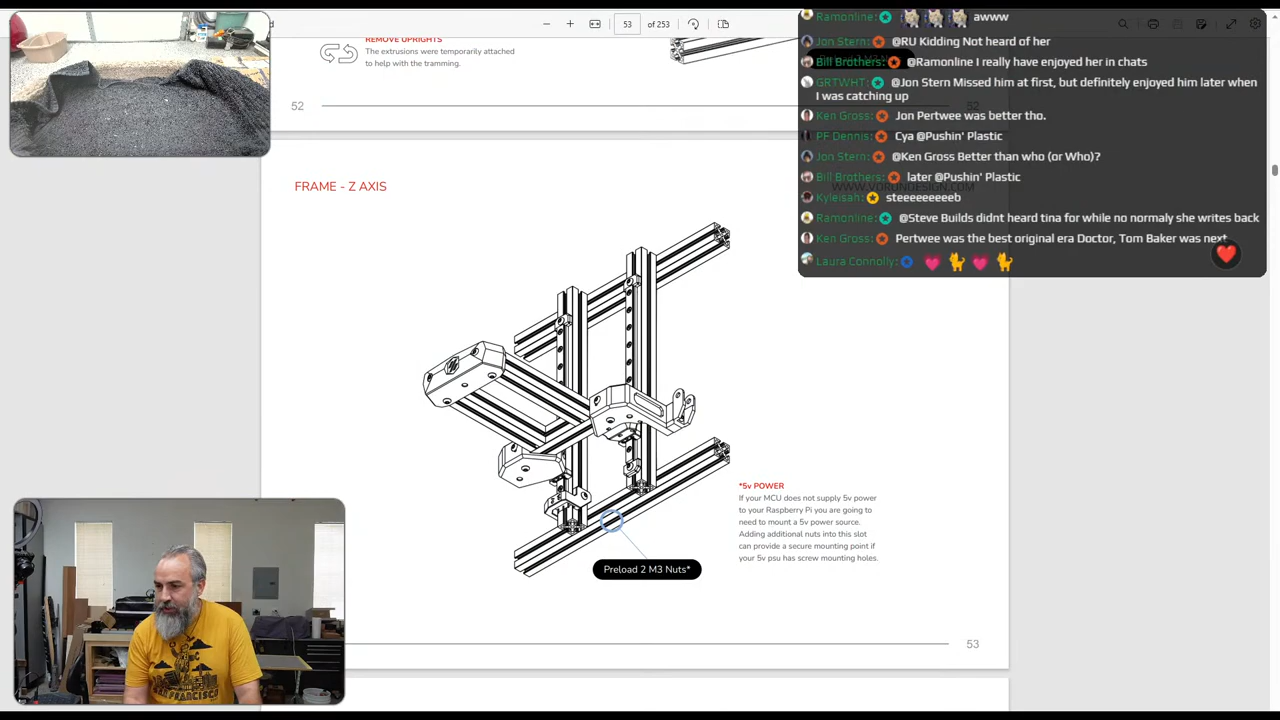 53
of 253
REMOVE UPRIGHTS
The extrusions were temporarily attached
to help with the tramming.
52
FRAME - Z AXIS
*5v POWER
If your MCU does not supply 5v power
to your Raspberry Pi you are going to
need to mount a 5v power source.
Adding additional nuts into this slot
can provide a secure mounting point if
your 5v psu has screw mounting holes.
Preload 2 M3 Nuts*
53
Ramonline: awww
Jon Stern: @RU Kidding Not heard of her
Bill Brothers: @Ramonline I really have enjoyed her in chats
GRTWHT: @Jon Stern Missed him at first, but definitely enjoyed him later when
I was catching up
Ken Gross: Jon Pertwee was better tho.
PF Dennis: Cya @Pushin' Plastic
Jon Stern: @Ken Gross Better than who (or Who)?
Bill Brothers: later @Pushin' Plastic
WWW.VORONDESIGN.COM
Kyleisah: steeeeeeeeb
Ramonline: @Steve Builds didnt heard tina for while no normaly she writes back
Ken Gross: Pertwee was the best original era Doctor, Tom Baker was next
Laura Connolly:
SAN FRANCISCO